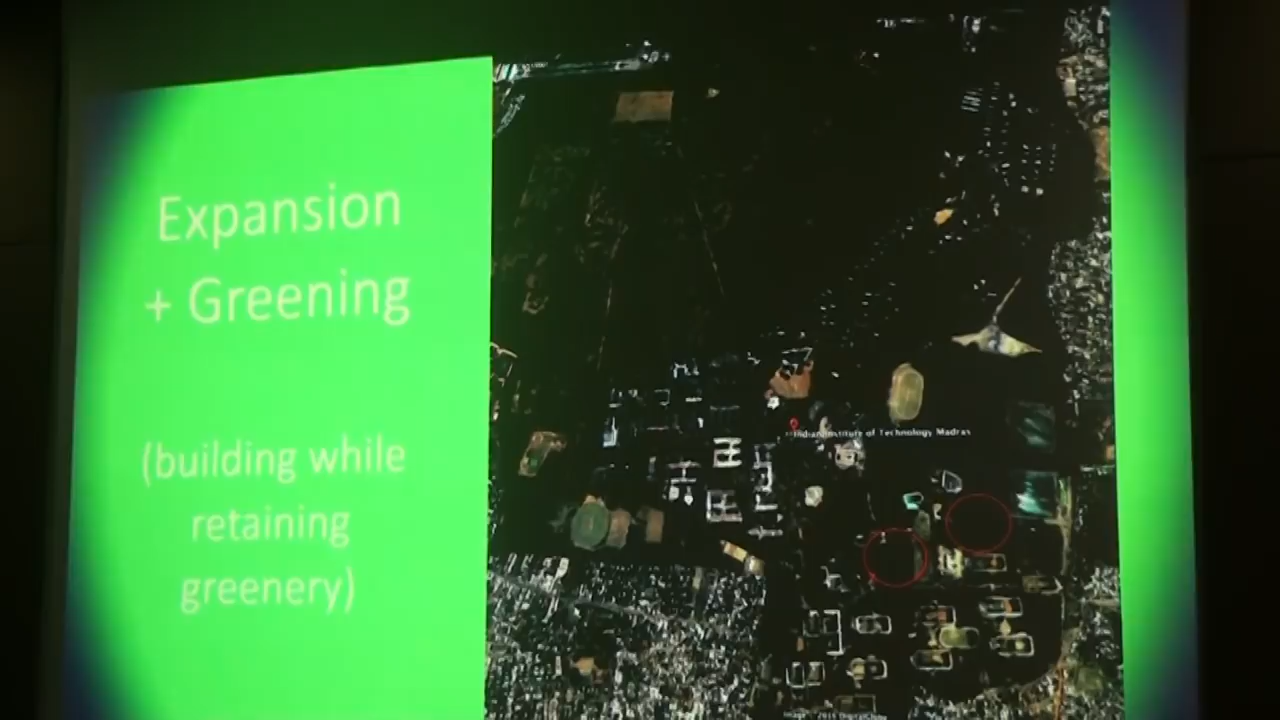 Expansion
+ Greening
(building while
retaining
greenery)
Indian Institute of Technology Madras